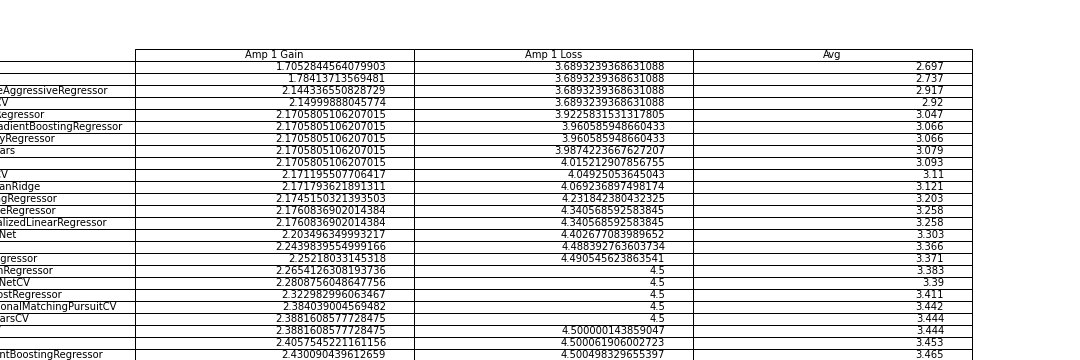 Amp 1 Gain Amp 1 Loss Avg
1.7052844564079903 3.6893239368631088 2.697
1.78413713569481 3.6893239368631088 2.737
eAggressiveRegressor 2.144336550828729 3.6893239368631088 2.917
CV 2.14999888045774 3.6893239368631088 2.92
Regressor 2.1705805106207015 3.9225831531317805 3.047
adientBoostingRegressor 2.1705805106207015 3.960585948660433 3.066
yRegressor 2.1705805106207015 3.960585948660433 3.066
ars 2.1705805106207015 3.9874223667627207 3.079
2.1705805106207015 4.015212907856755 3.093
CV 2.171195507706417 4.04925053645043 3.11
anRidge 2.171793621891311 4.069236897498174 3.121
gRegressor 2.1745150321393503 4.231842380432325 3.203
eRegressor 2.1760836902014384 4.340568592583845 3.258
alizedLinearRegressor 2.1760836902014384 4.340568592583845 3.258
Net 2.203496349993217 4.402677083989652 3.303
2.2439839554999166 4.488392763603734 3.366
gressor 2.25218033145318 4.490545623863541 3.371
nRegressor 2.2654126308193736 4.5 3.383
NetCV 2.2808756048647756 4.5 3.39
ostRegressor 2.322982996063467 4.5 3.411
onalMatchingPursuitCV 2.384039004569482 4.5 3.442
arsCV 2.3881608577728475 4.5 3.444
2.3881608577728475 4.500000143859047 3.444
2.4057545221161156 4.500061906002723 3.453
ntBoostingRegressor 2.430090439612659 4.500498329655397 3.465